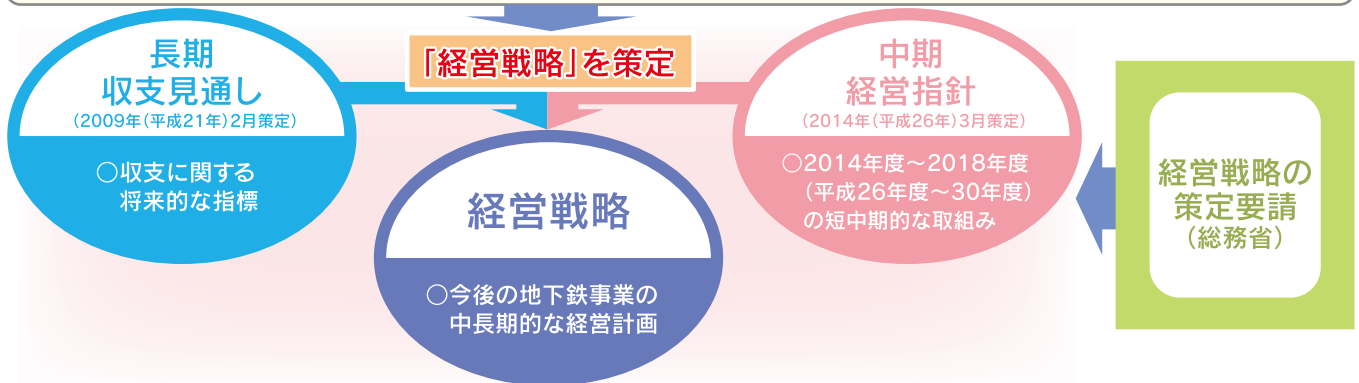 「経営戦略」を策定
長期
収支見通し
(2009年(平成21年)2月策定)
○収支に関する
将来的な指標
中期
経営指針
(2014年(平成26年)3月策定)
○2014年度～2018年度
(平成26年度～30年度)
の短中期的な取組み
経営戦略
○今後の地下鉄事業の
中長期的な経営計画
経営戦略の
策定要請
(総務省)